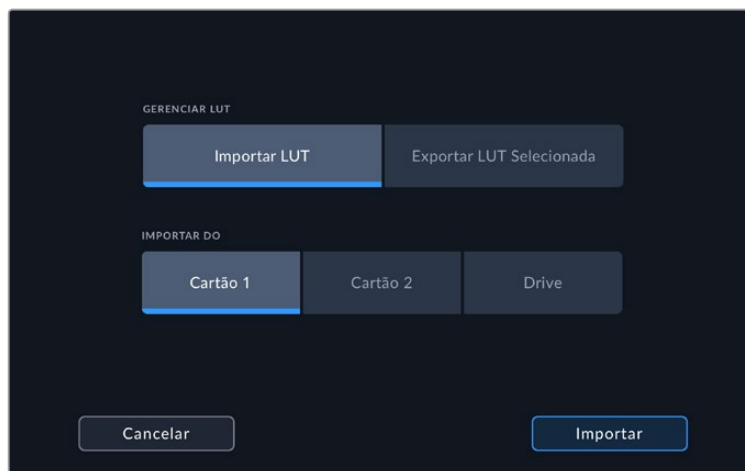 GERENCIAR LUT
Importar LUT Exportar LUT Selecionada
IMPORTAR DO
Cartão 1 Cartão 2 Drive
Cancelar Importar